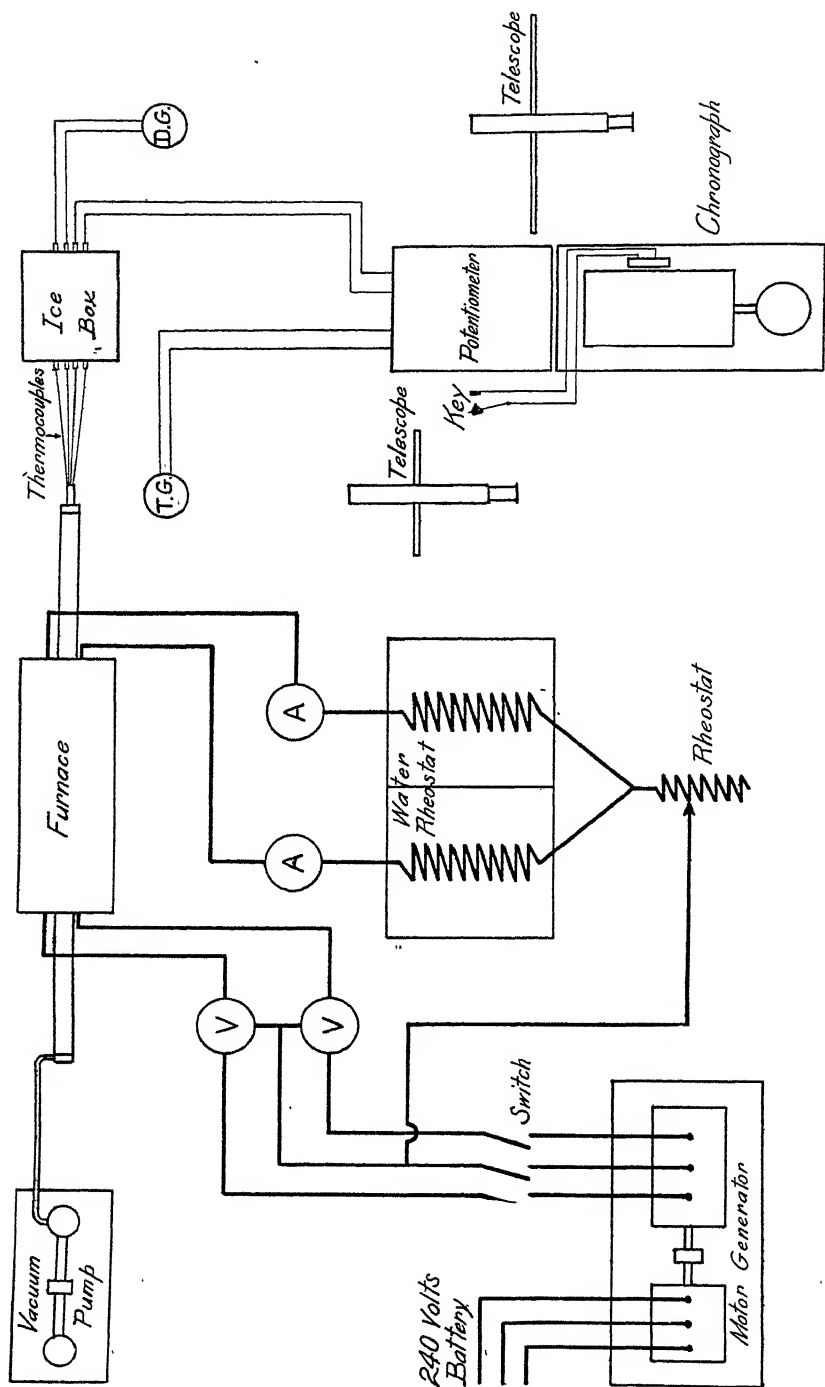 Vacuum
Pump
Furnace
Thermocouples
Ice
Box
D.G.
T.G.
V
V
A
A
Water
Rheostat
Rheostat
Telescope
Key
Potentiometer
Telescope
Chronograph
Switch
240 Volts
Battery
Motor Generator